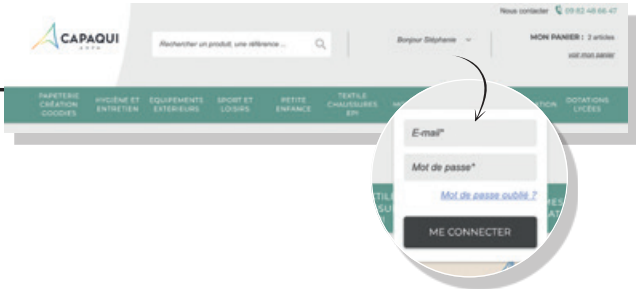 Nous contacter 09 82 48 66 47
CAPAQUI
Rechercher un produit, une référence ...
Bonjour Stéphanie
MON PANIER : 2 articles
voir mon panier
PAPETERIE
CRÉATION
GOODIES
HYGIÈNE ET
ENTRETIEN
EQUIPEMENTS
EXTERIEURS
SPORT ET
LOISIRS
PETITE
ENFANCE
TEXTILE
CHAUSSURES
EPI
DOTATIONS
LYCÉES
E-mail*
Mot de passe*
Mot de passe oublié ?
ME CONNECTER